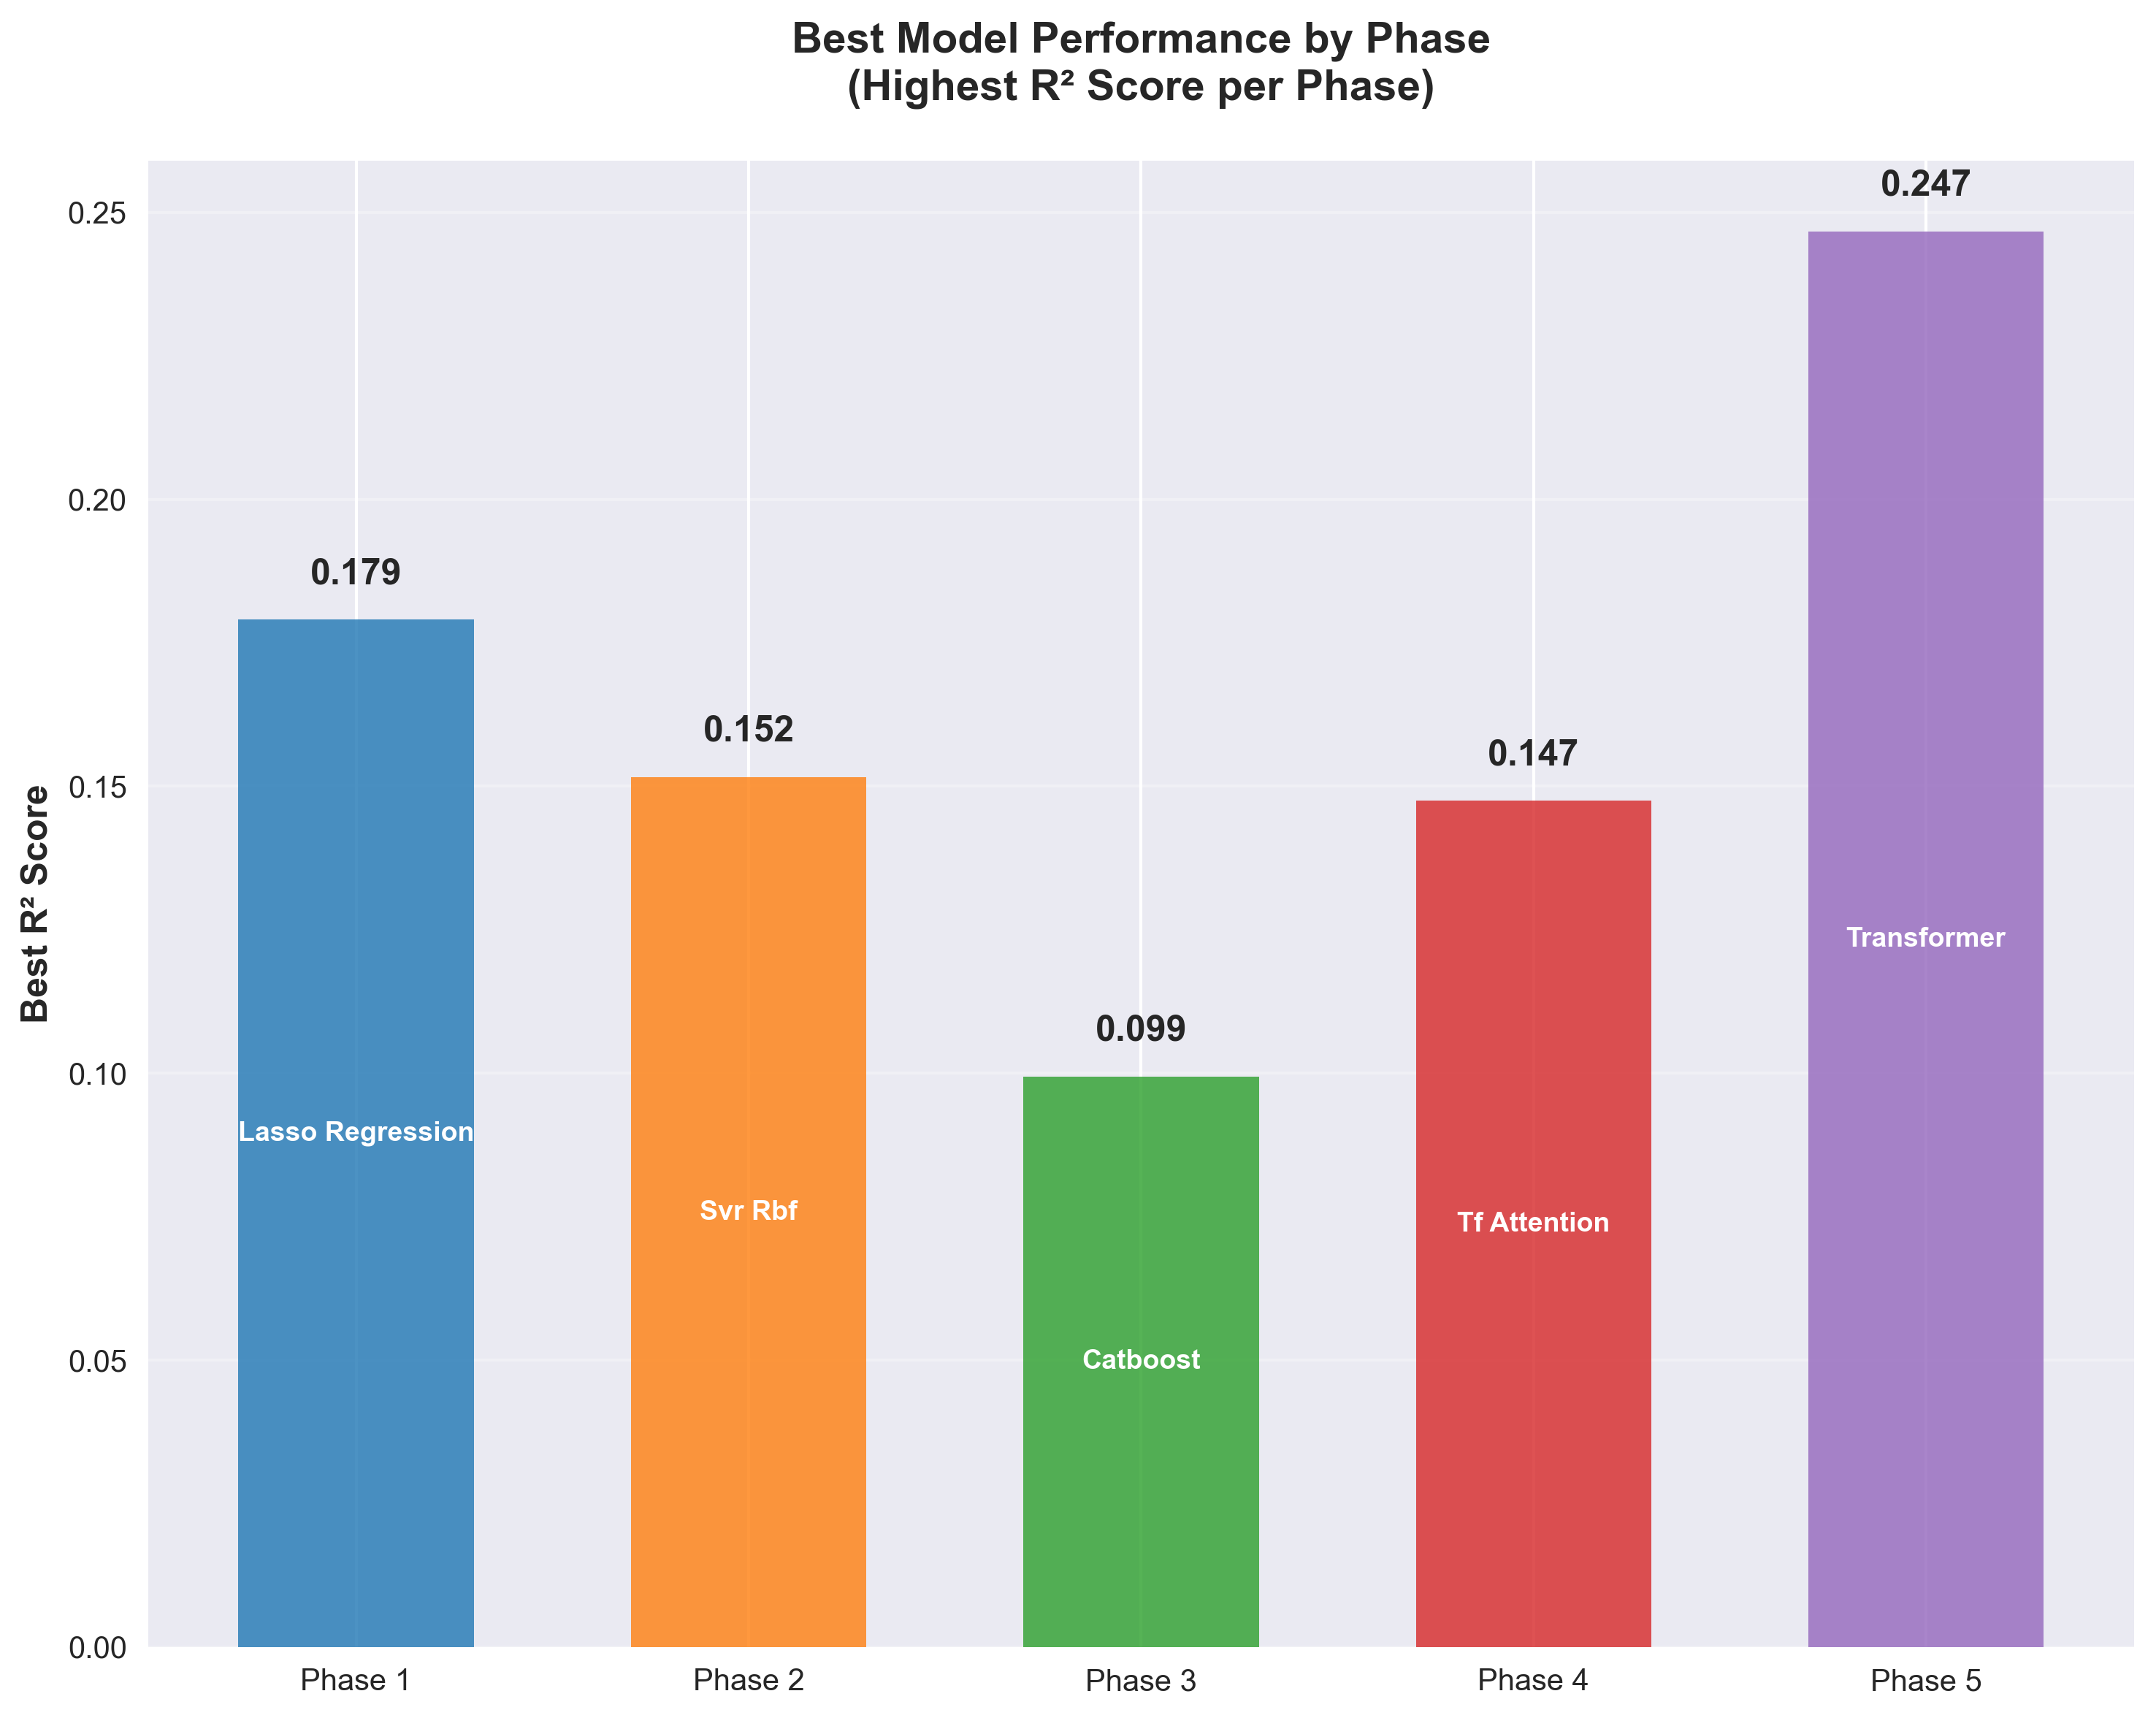 Best Model Performance by Phase
(Highest R² Score per Phase)
Best R² Score
0.25
0.20
0.15
0.10
0.05
0.00
0.179
0.152
0.099
0.147
0.247
Lasso Regression
Svr Rbf
Catboost
Tf Attention
Transformer
Phase 1
Phase 2
Phase 3
Phase 4
Phase 5